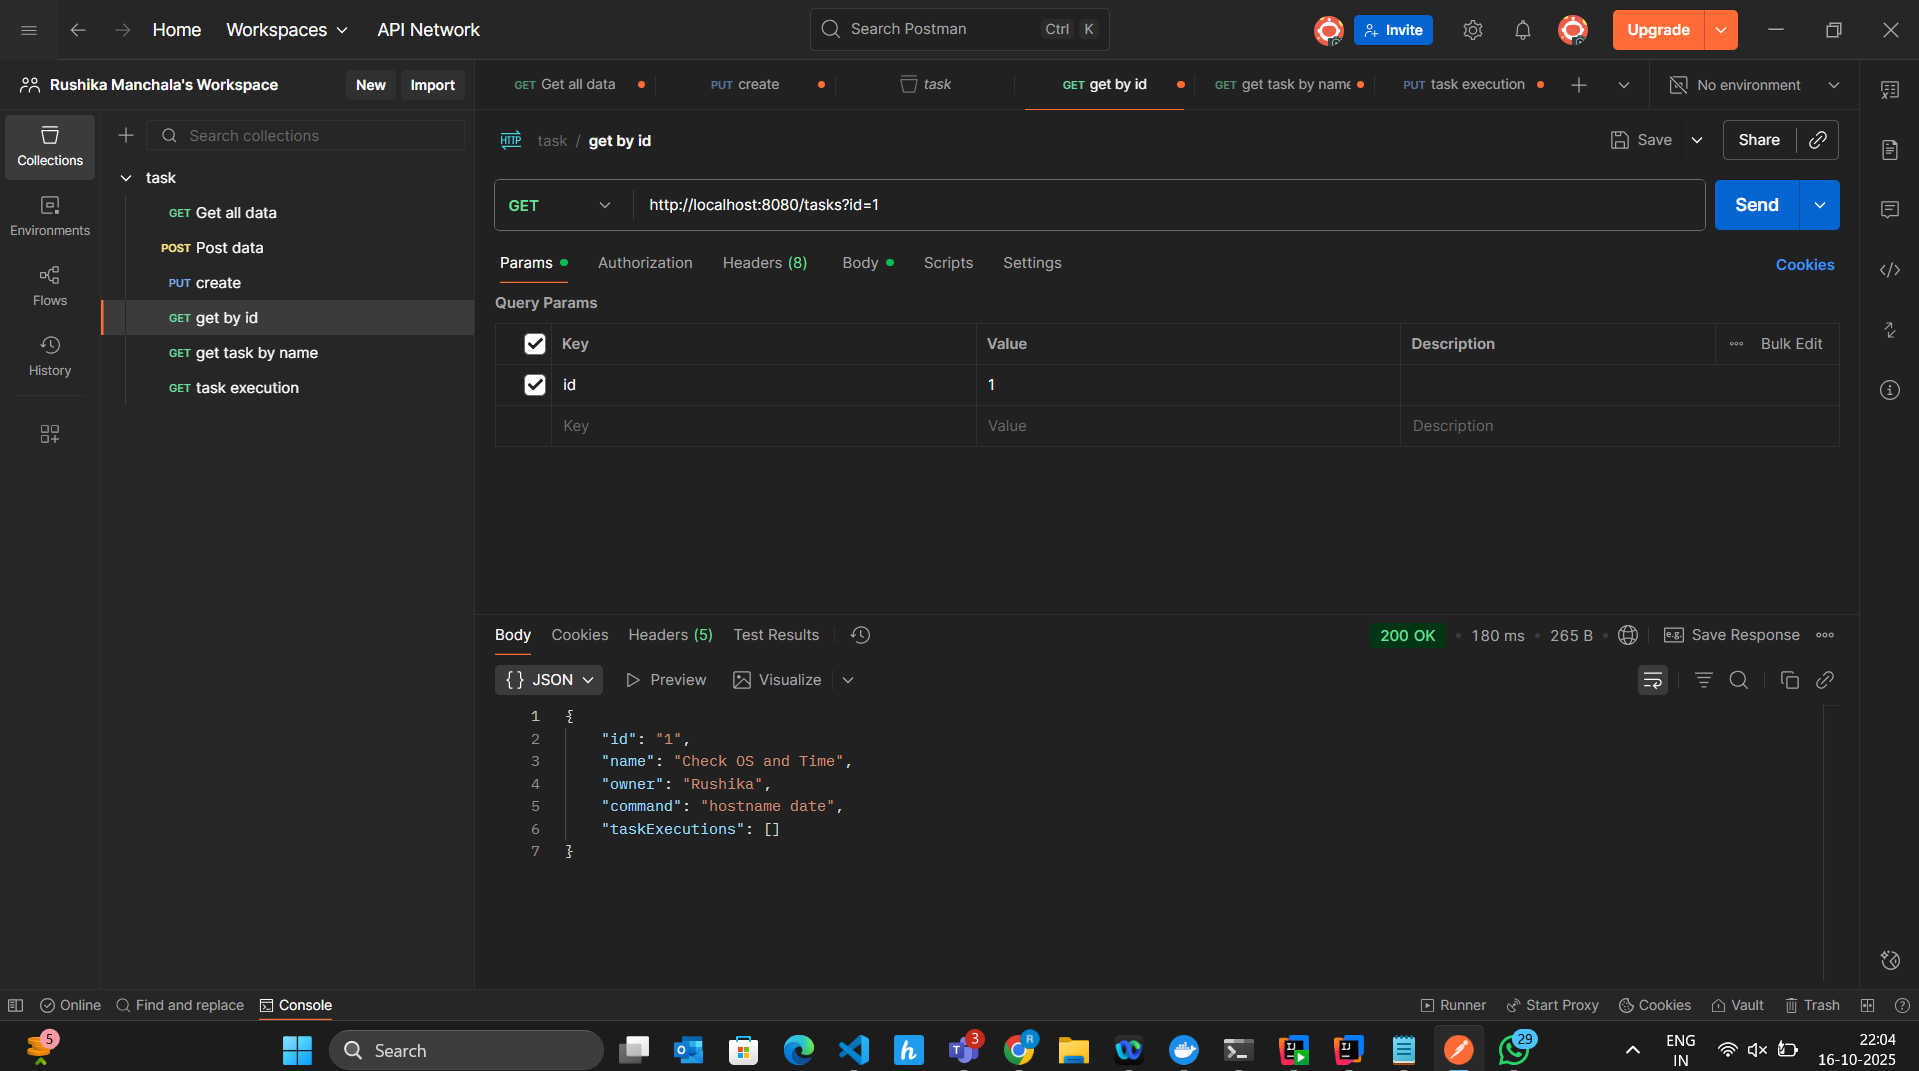 Home Workspaces API Network Search Postman Ctrl K Invite Upgrade
Rushika Manchala's Workspace New Import GET Get all data PUT create task GET get by id GET get task by name PUT task execution No environment
Collections
Environments
Flows
History
Search collections
task
GET Get all data
POST Post data
PUT create
GET get by id
GET get task by name
GET task execution
HTTP task / get by id Save Share
GET http://localhost:8080/tasks?id=1 Send
Params Authorization Headers (8) Body Scripts Settings Cookies
Query Params
Key Value Description Bulk Edit
id 1
Key Value Description
Body Cookies Headers (5) Test Results 200 OK 180 ms 265 B e.g. Save Response
{} JSON Preview Visualize
1 {
2 "id": "1",
3 "name": "Check OS and Time",
4 "owner": "Rushika",
5 "command": "hostname date",
6 "taskExecutions": []
7 }
Online Find and replace Console Runner Start Proxy Cookies Vault Trash
5 Search 3 R 29 ENG 22:04
IN 16-10-2025